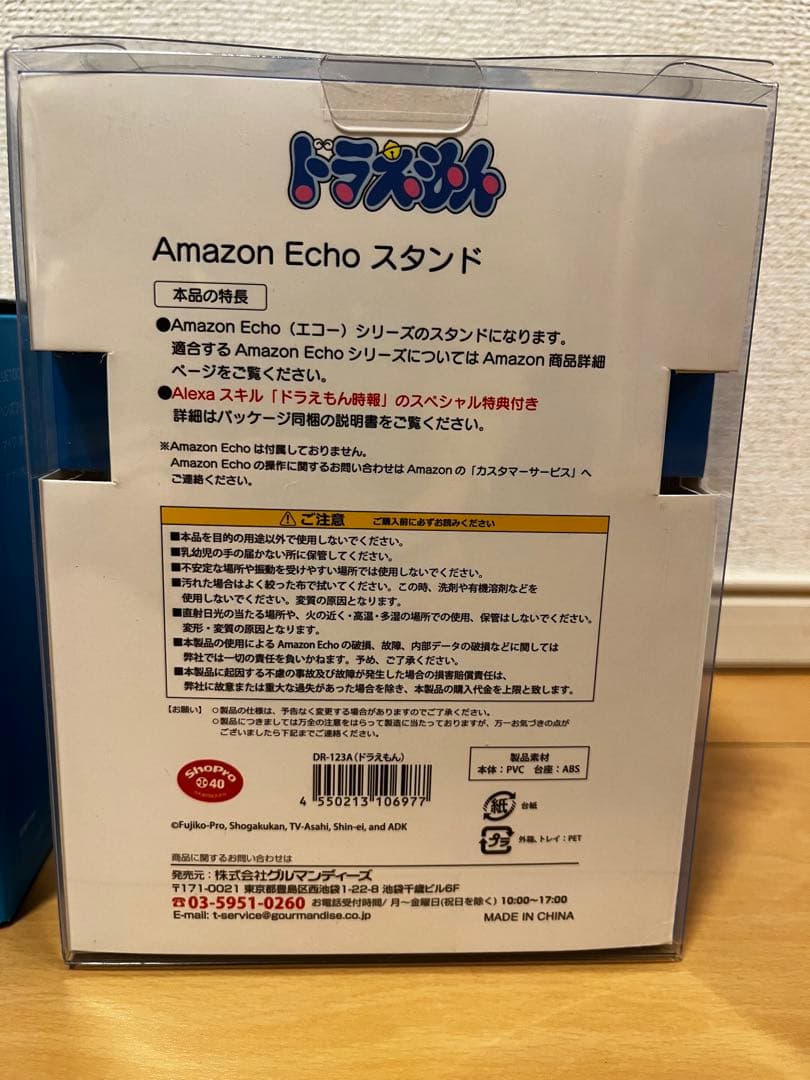 ドラえもん
Amazon Echo スタンド
本品の特長
●Amazon Echo（エコー）シリーズのスタンドになります。
適合する Amazon Echo シリーズについては Amazon 商品詳細
ページをご覧ください。
●Alexa スキル「ドラえもん時報」のスペシャル特典付き
詳細はパッケージ同梱の説明書をご覧ください。
※Amazon Echo は付属しておりません。
Amazon Echo の操作に関するお問い合わせは Amazon の「カスタマーサービス」へ
ご連絡ください。
⚠ ご注意 ご購入前に必ずお読みください
■本品を目的の用途以外で使用しないでください。
■乳幼児の手の届かない所に保管してください。
■不安定な場所や振動を受けやすい場所では使用しないでください。
■汚れた場合はよく絞った布で拭いてください。この時、洗剤や有機溶剤などを
使用しないでください。変質の原因となります。
■直射日光の当たる場所や、火の近く・高温・多湿の場所での使用、保管はしないでください。
変形・変質の原因となります。
■本製品の使用による Amazon Echo の破損、故障、内部データの破損などに関しては
弊社では一切の責任を負いかねます。予め、ご了承ください。
■本製品に起因する不慮の事故及び故障が発生した場合の損害賠償責任は、
弊社に故意または重大な過失があった場合を除き、本製品の購入代金を上限と致します。
【お願い】 ○製品の仕様は、予告なく変更する場合がありますのでご了承ください。
○製品につきましては万全の注意をはらって製造に当たっておりますが、万一お気づきの点が
ございましたら下記までご連絡ください。
ShoPro
40
DR-123A（ドラえもん）
4 550213 106977
製品素材
本体：PVC 台座：ABS
紙 台紙
プラ 外箱、トレイ：PET
©Fujiko-Pro, Shogakukan, TV-Asahi, Shin-ei, and ADK
商品に関するお問い合わせは
発売元：株式会社グルマンディーズ
〒171-0021 東京都豊島区西池袋1-22-8 池袋千歳ビル6F
☎03-5951-0260 お電話受付時間/ 月〜金曜日(祝日を除く) 10:00〜17:00
E-mail: t-service@gourmandise.co.jp
MADE IN CHINA